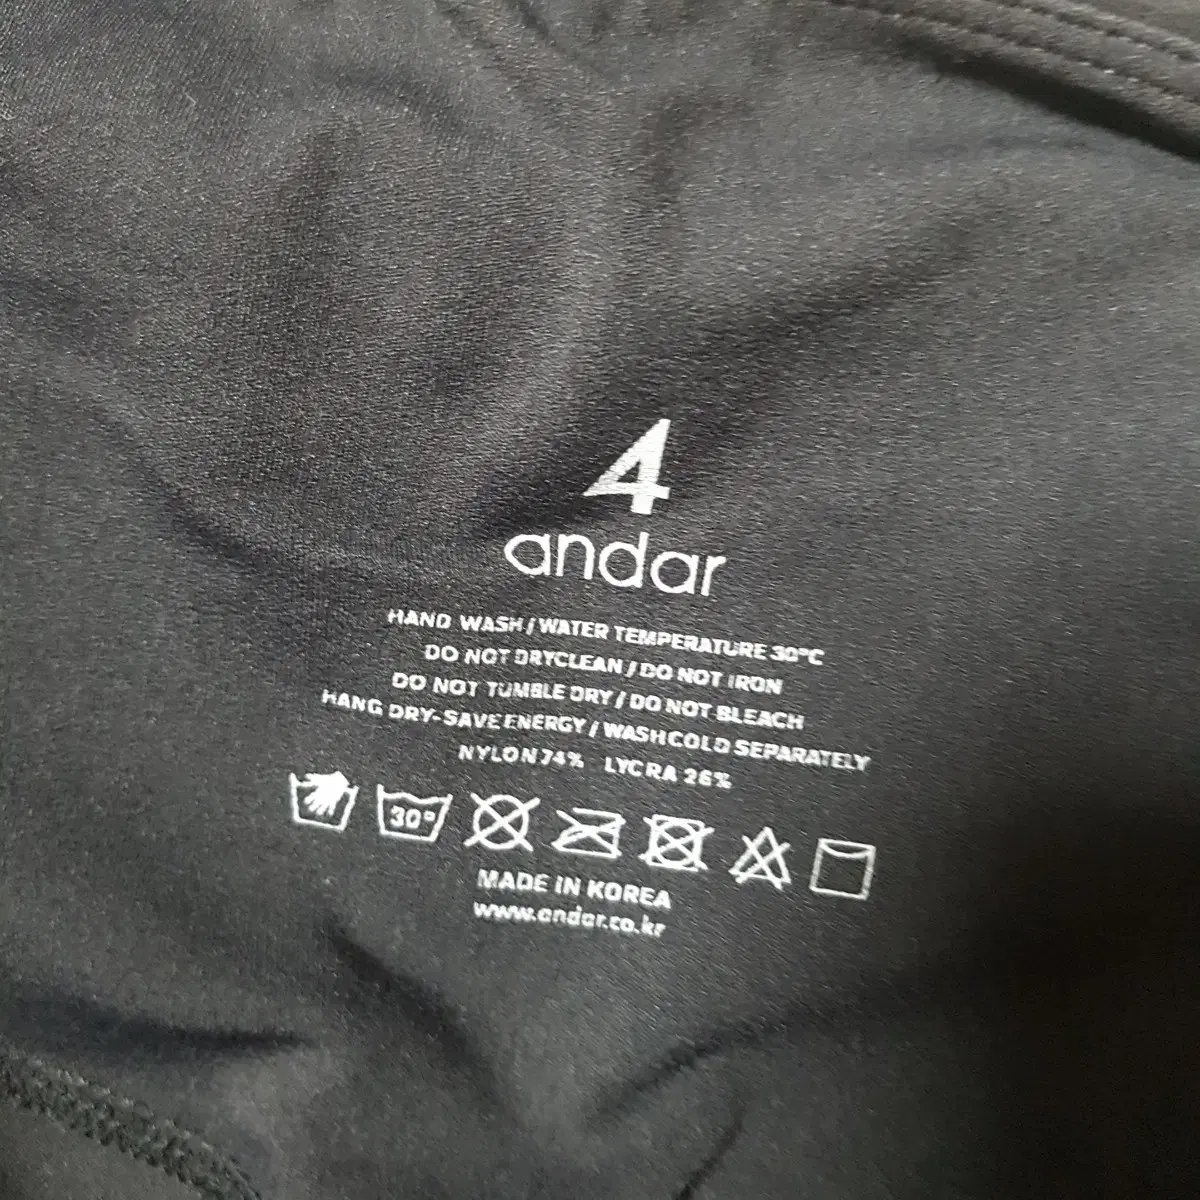 4
andar
HAND WASH / WATER TEMPERATURE 30°C
DO NOT DRYCLEAN / DO NOT IRON
DO NOT TUMBLE DRY / DO NOT BLEACH
HANG DRY-SAVE ENERGY / WASH COLD SEPARATELY
NYLON 74% LYCRA 26%
30°
MADE IN KOREA
www.andar.co.kr